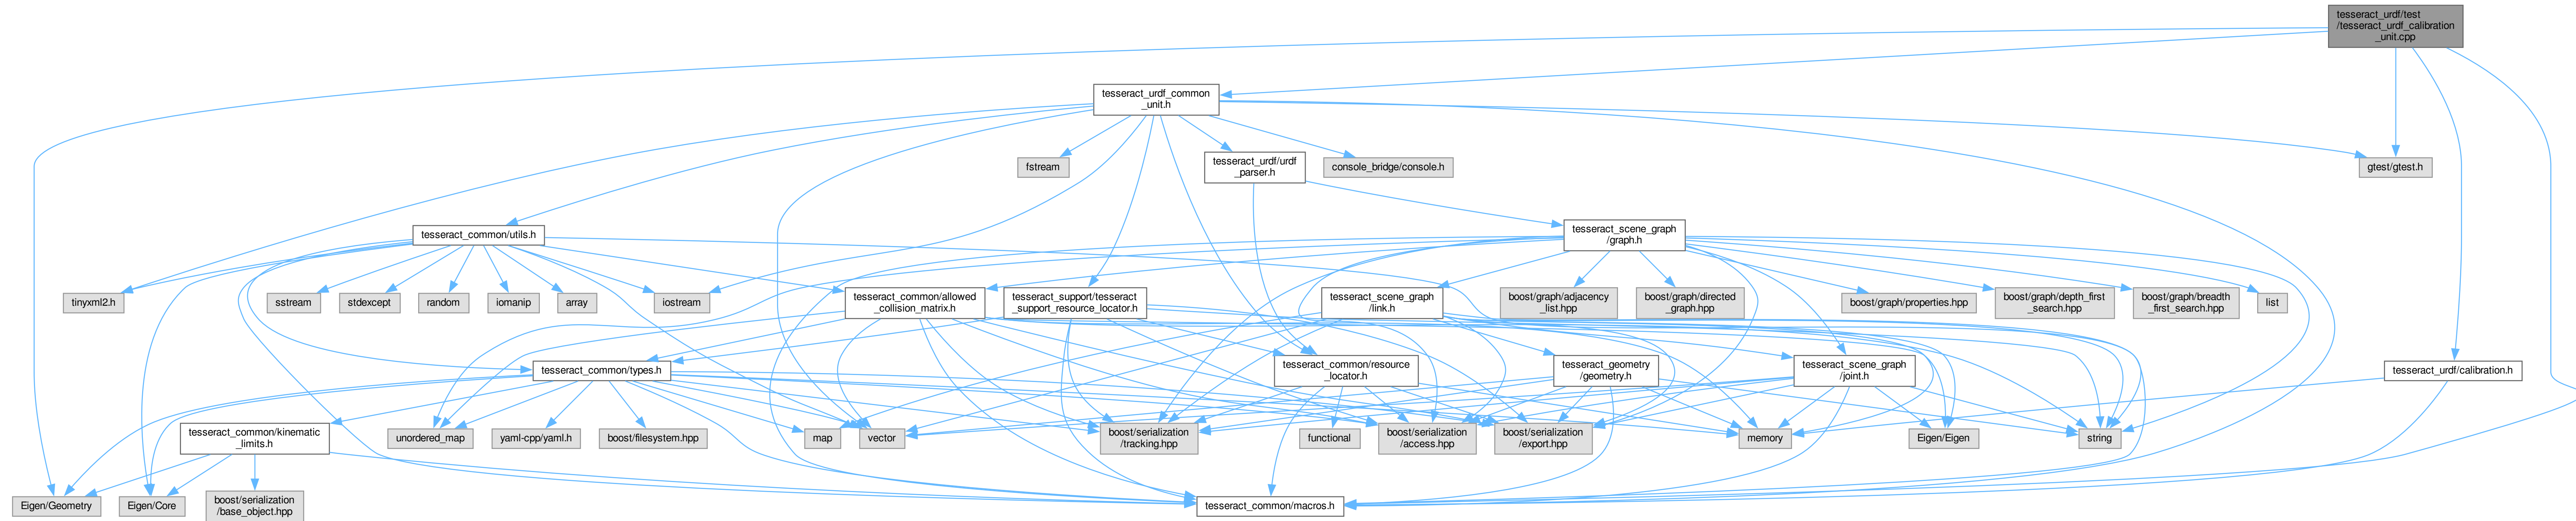 tesseract_urdf/test
/tesseract_urdf_calibration
_unit.cpp
tesseract_urdf_common
_unit.h
fstream
tesseract_urdf/urdf
_parser.h
console_bridge/console.h
gtest/gtest.h
tesseract_common/utils.h
tesseract_scene_graph
/graph.h
tinyxml2.h
sstream
stdexcept
random
iomanip
array
iostream
tesseract_common/allowed
_collision_matrix.h
tesseract_support/tesseract
_support_resource_locator.h
tesseract_scene_graph
/link.h
boost/graph/adjacency
_list.hpp
boost/graph/directed
_graph.hpp
boost/graph/properties.hpp
boost/graph/depth_first
_search.hpp
boost/graph/breadth
_first_search.hpp
list
tesseract_common/types.h
tesseract_common/resource
_locator.h
tesseract_geometry
/geometry.h
tesseract_scene_graph
/joint.h
tesseract_urdf/calibration.h
tesseract_common/kinematic
_limits.h
unordered_map
yaml-cpp/yaml.h
boost/filesystem.hpp
map
vector
boost/serialization
/tracking.hpp
functional
boost/serialization
/access.hpp
boost/serialization
/export.hpp
memory
Eigen/Eigen
string
Eigen/Geometry
Eigen/Core
boost/serialization
/base_object.hpp
tesseract_common/macros.h